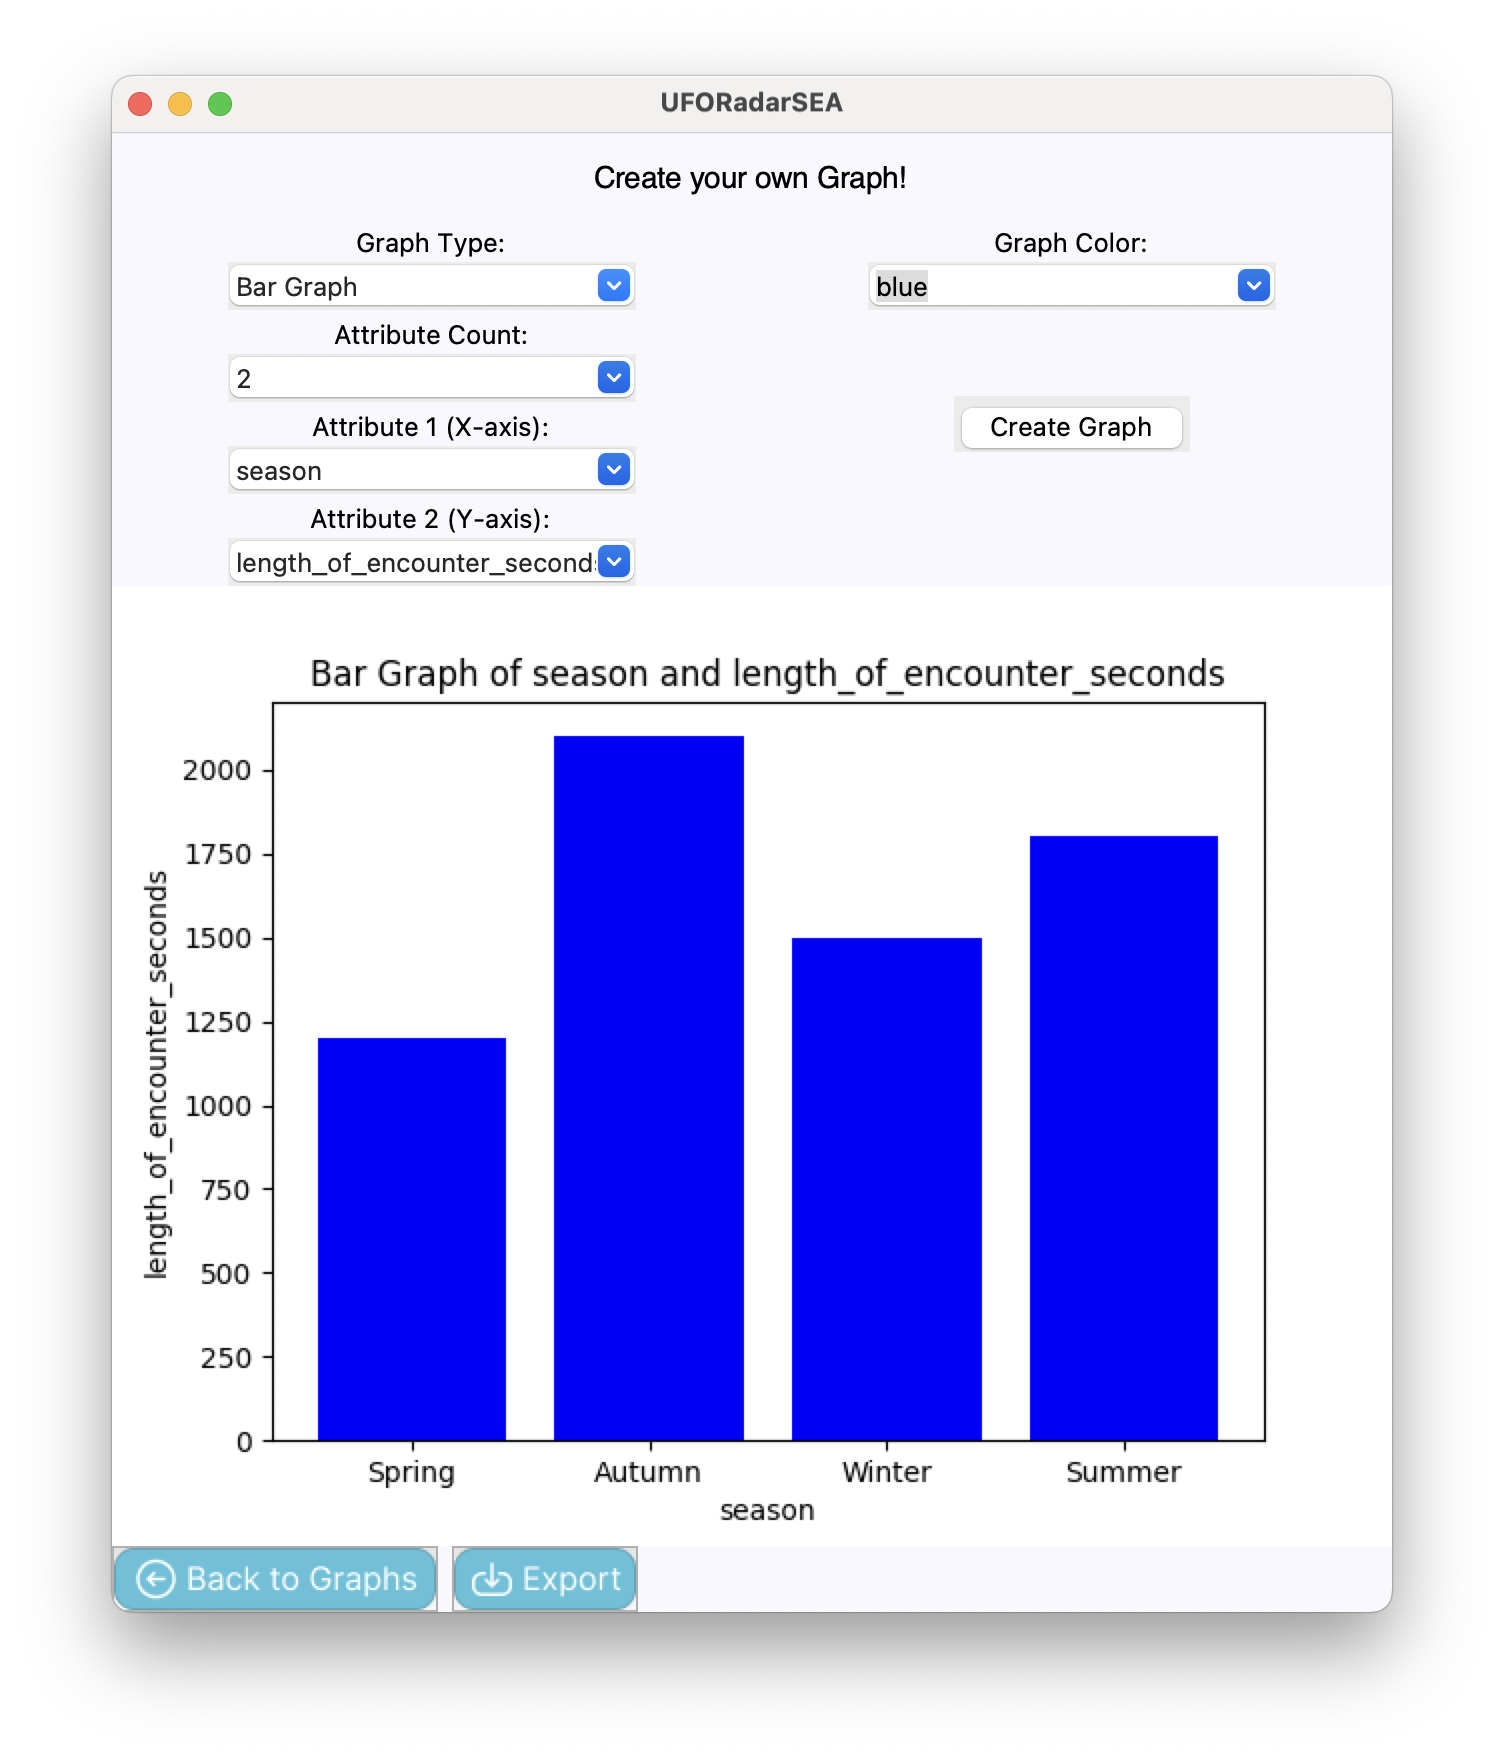 UFORadarSEA
Create your own Graph!
Graph Type:
Bar Graph
Attribute Count:
2
Attribute 1 (X-axis):
season
Attribute 2 (Y-axis):
length_of_encounter_second
Graph Color:
blue
Create Graph
Bar Graph of season and length_of_encounter_seconds
length_of_encounter_seconds
2000
1750
1500
1250
1000
750
500
250
0
Spring Autumn Winter Summer
season
Back to Graphs Export